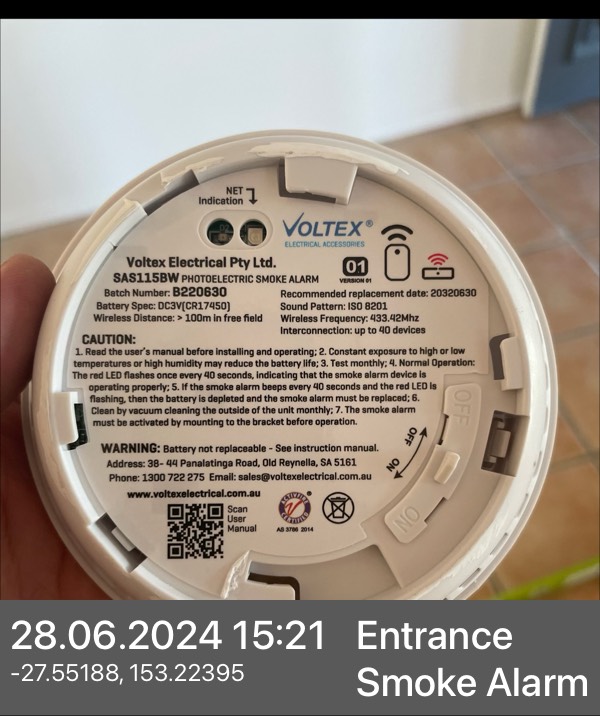 NET
Indication
VOLTEX®
ELECTRICAL ACCESSORIES
Voltex Electrical Pty Ltd.
SAS115BW PHOTOELECTRIC SMOKE ALARM
01
VERSION 01
Batch Number: B220630
Battery Spec: DC3V(CR17450)
Wireless Distance: > 100m in free field
Recommended replacement date: 20320630
Sound Pattern: ISO 8201
Wireless Frequency: 433.42Mhz
Interconnection: up to 40 devices
CAUTION:
1. Read the user's manual before installing and operating; 2. Constant exposure to high or low
temperatures or high humidity may reduce the battery life; 3. Test monthly; 4. Normal Operation:
The red LED flashes once every 40 seconds, indicating that the smoke alarm device is
operating properly; 5. If the smoke alarm beeps every 40 seconds and the red LED is
flashing, then the battery is depleted and the smoke alarm must be replaced; 6.
Clean by vacuum cleaning the outside of the unit monthly; 7. The smoke alarm
must be activated by mounting to the bracket before operation.
OFF
OFF
ON
ON
WARNING: Battery not replaceable - See instruction manual.
Address: 38- 44 Panalatinga Road, Old Reynella, SA 5161
Phone: 1300 722 275 Email: sales@voltexelectrical.com.au
www.voltexelectrical.com.au
Scan
User
Manual
AS 3786 2014
28.06.2024 15:21
-27.55188, 153.22395
Entrance
Smoke Alarm